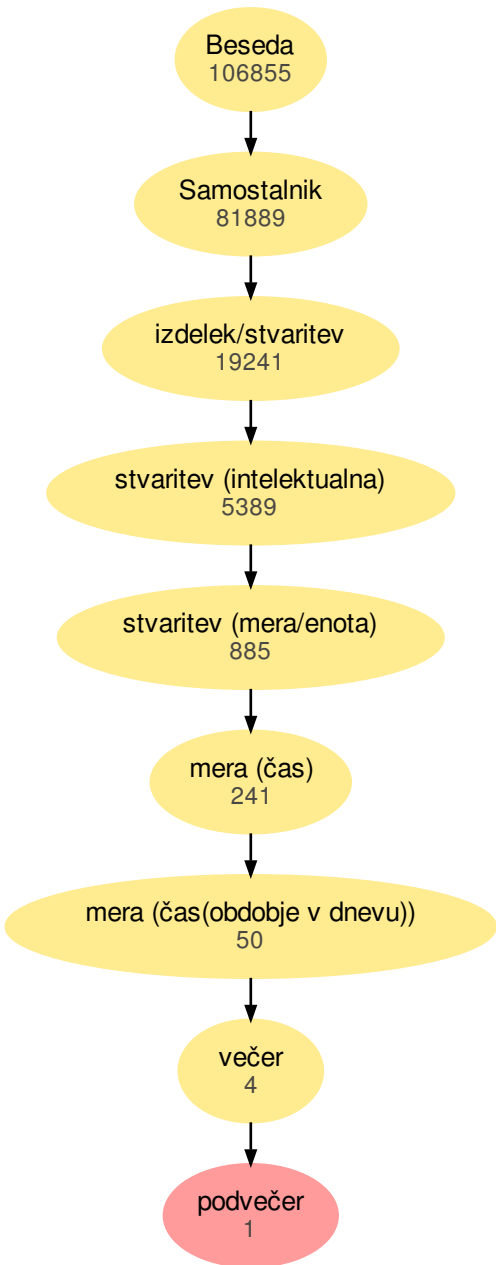 Beseda
106855
Samostalnik
81889
izdelek/stvaritev
19241
stvaritev (intelektualna)
5389
stvaritev (mera/enota)
885
mera (čas)
241
mera (čas(obdobje v dnevu))
50
večer
4
podvečer
1